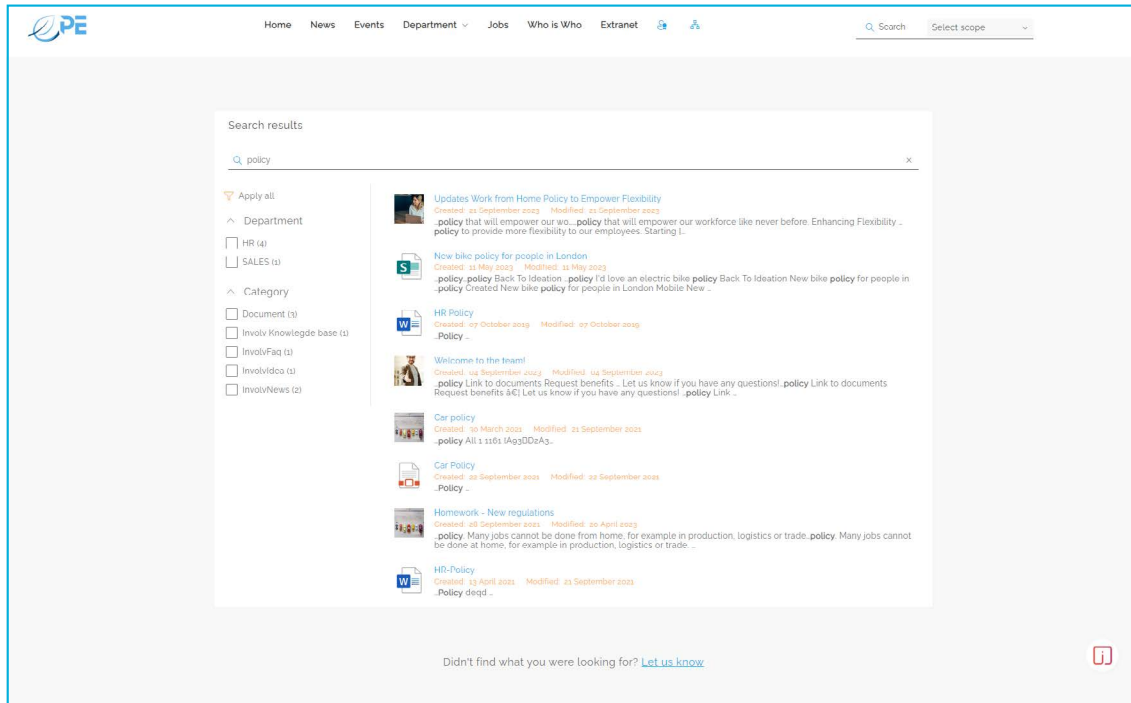 PE
Home News Events Department Jobs Who is Who Extranet
Search Select scope
Search results
policy
Apply all
Department
HR (4)
SALES (1)
Category
Document (3)
Involv Knowlegde base (1)
InvolvFaq (1)
InvolvIdea (1)
InvolvNews (2)
Updates Work from Home Policy to Empower Flexibility
Created: 21 September 2023 Modified: 21 September 2023
...policy that will empower our wo......policy that will empower our workforce like never before. Enhancing Flexibility ...
policy to provide more flexibility to our employees. Starting [...
New bike policy for people in London
Created: 11 May 2023 Modified: 11 May 2023
...policy...policy Back To Ideation ...policy I'd love an electric bike policy Back To Ideation New bike policy for people in
...policy Created New bike policy for people in London Mobile New ...
HR Policy
Created: 07 October 2019 Modified: 07 October 2019
...Policy ...
Welcome to the team!
Created: 04 September 2023 Modified: 04 September 2023
...policy Link to documents Request benefits ... Let us know if you have any questions!...policy Link to documents
Request benefits â€¦ Let us know if you have any questions! ...policy Link ...
Car policy
Created: 30 March 2021 Modified: 21 September 2021
...policy All 1 1161
Car Policy
Created: 22 September 2021 Modified: 22 September 2021
...Policy ...
Homework - New regulations
Created: 28 September 2021 Modified: 20 April 2023
...policy. Many jobs cannot be done from home, for example in production, logistics or trade...policy. Many jobs cannot
be done at home, for example in production, logistics or trade. ...
HR-Policy
Created: 13 April 2021 Modified: 21 September 2021
...Policy deqd ...
Didn't find what you were looking for? Let us know